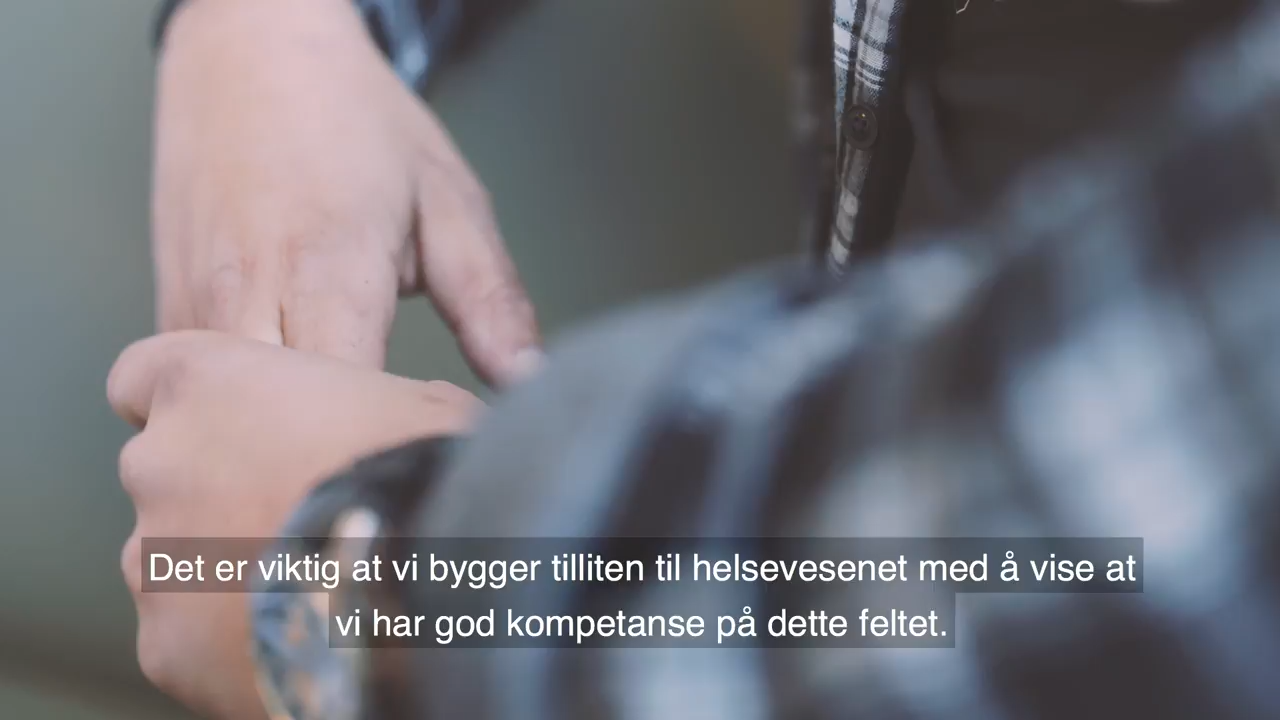 Det er viktig at vi bygger tilliten til helsevesenet med å vise at
vi har god kompetanse på dette feltet.